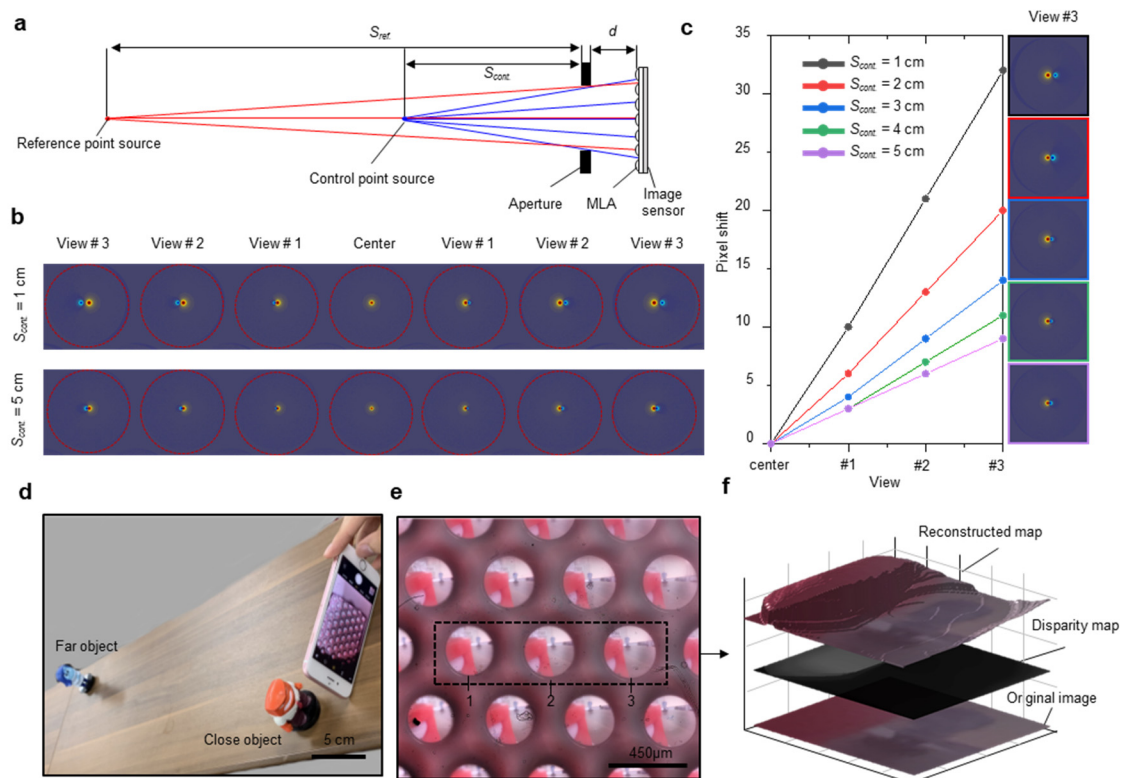 a
S_ref.
d
S_cont.
Reference point source
Control point source
Aperture
MLA
Image
sensor
b
View # 3
View # 2
View # 1
Center
View # 1
View # 2
View # 3
S_cont = 1 cm
S_cont = 5 cm
c
View #3
35
30
25
20
15
10
5
0
Pixel shift
S_cont. = 1 cm
S_cont. = 2 cm
S_cont. = 3 cm
S_cont. = 4 cm
S_cont. = 5 cm
center
#1
#2
#3
View
d
Far object
Close object
5 cm
e
1
2
3
450μm
f
Reconstructed map
Disparity map
Original image